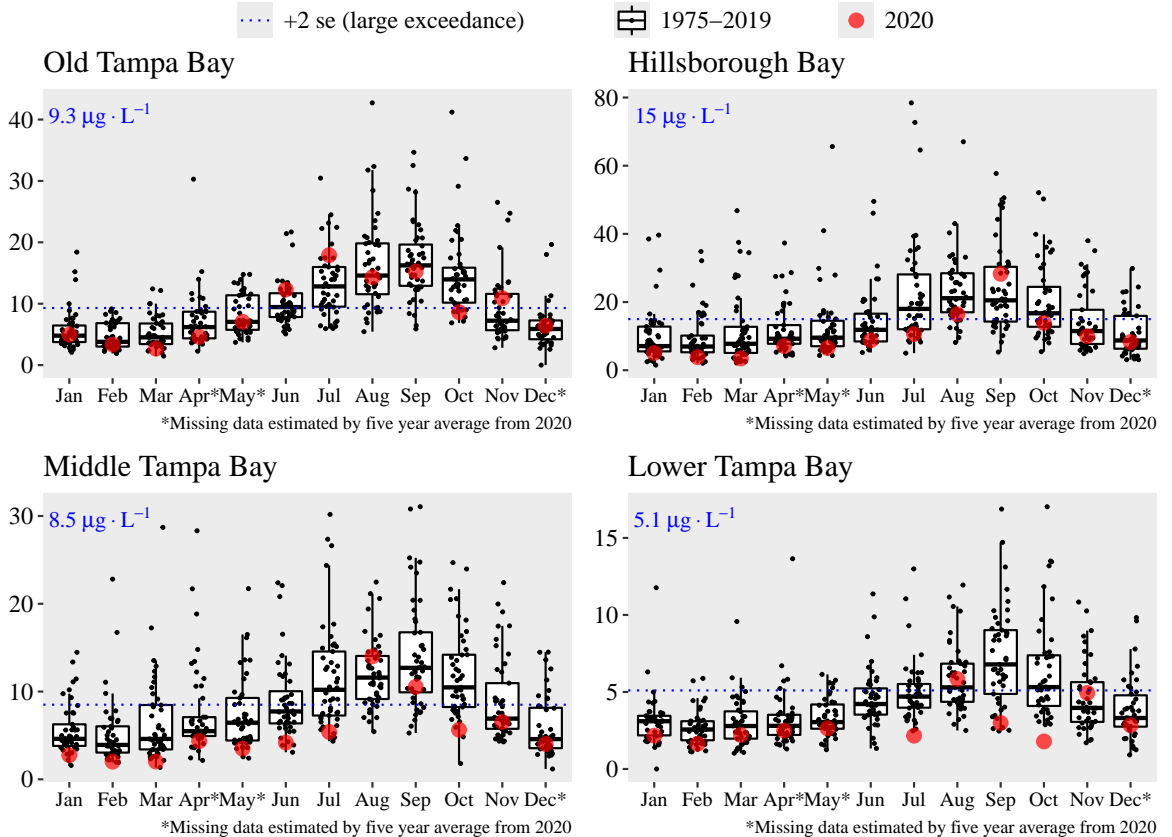 +2 se (large exceedance) 1975–2019 2020
Old Tampa Bay
9.3 μg · L⁻¹
40
30
20
10
0
Jan Feb Mar Apr* May* Jun Jul Aug Sep Oct Nov Dec*
*Missing data estimated by five year average from 2020
Hillsborough Bay
15 μg · L⁻¹
80
60
40
20
0
Jan Feb Mar Apr* May* Jun Jul Aug Sep Oct Nov Dec*
*Missing data estimated by five year average from 2020
Middle Tampa Bay
8.5 μg · L⁻¹
30
20
10
0
Jan Feb Mar Apr* May* Jun Jul Aug Sep Oct Nov Dec*
*Missing data estimated by five year average from 2020
Lower Tampa Bay
5.1 μg · L⁻¹
15
10
5
0
Jan Feb Mar Apr* May* Jun Jul Aug Sep Oct Nov Dec*
*Missing data estimated by five year average from 2020